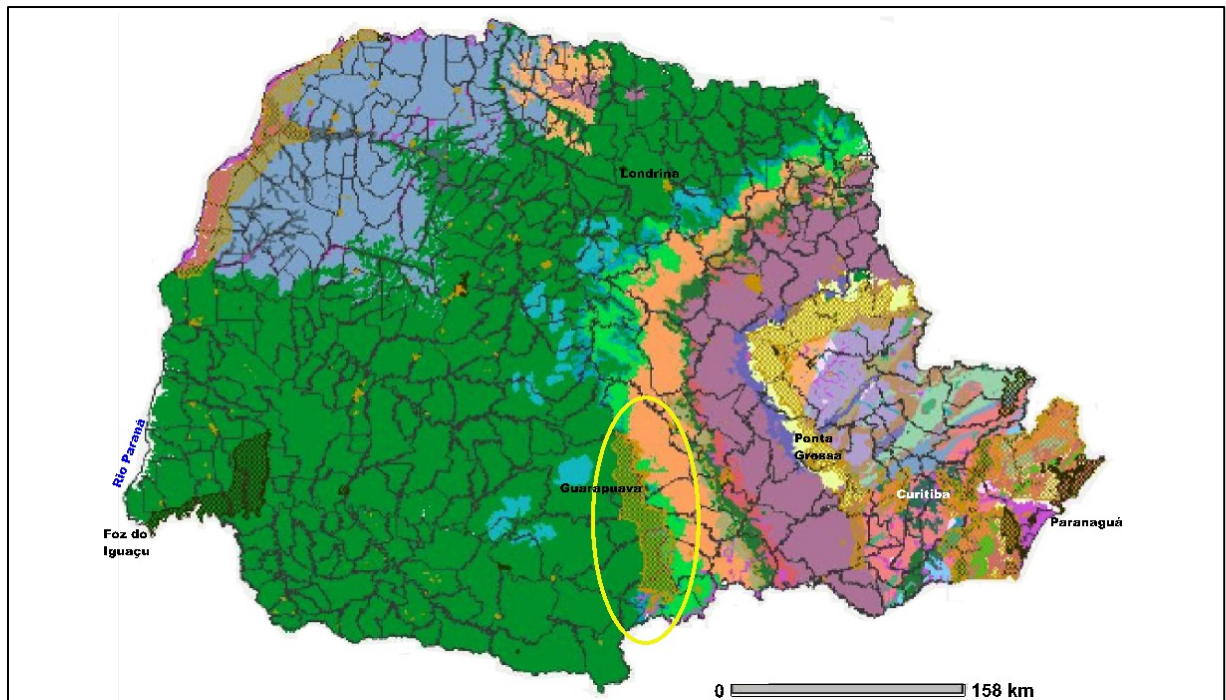 Londrina
Rio Paraná
Ponta
Grossa
Guarapuava
Curitiba
Foz do
Iguaçu
Paranaguá
0
158 km